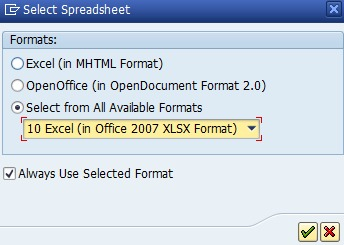 Select Spreadsheet
Formats:
Excel (in MHTML Format)
OpenOffice (in OpenDocument Format 2.0)
Select from All Available Formats
10 Excel (in Office 2007 XLSX Format)
Always Use Selected Format